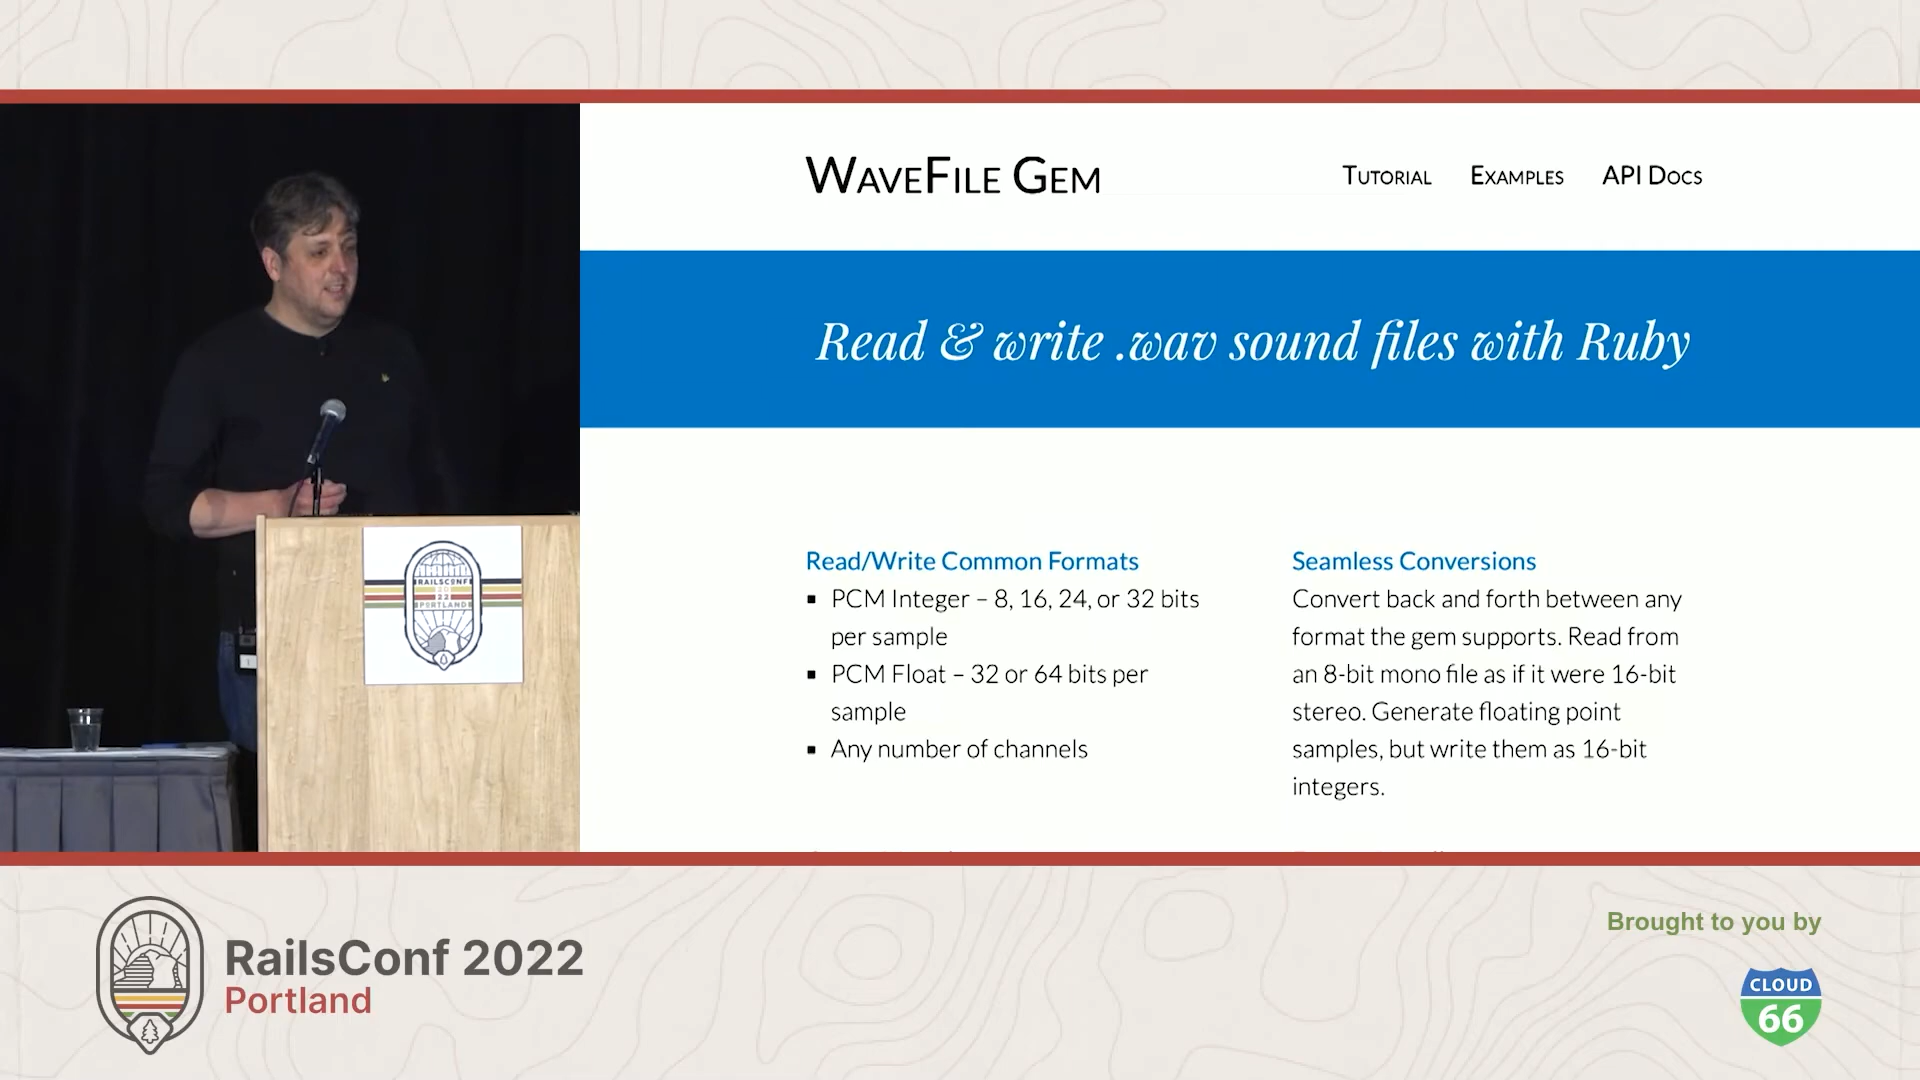 WAVEFILE GEM
TUTORIAL EXAMPLES API DOCS
Read & write .wav sound files with Ruby
Read/Write Common Formats
▪ PCM Integer – 8, 16, 24, or 32 bits
per sample
▪ PCM Float – 32 or 64 bits per
sample
▪ Any number of channels
Seamless Conversions
Convert back and forth between any
format the gem supports. Read from
an 8-bit mono file as if it were 16-bit
stereo. Generate floating point
samples, but write them as 16-bit
integers.
RAILSCONF
20
22
PORTLAND
RailsConf 2022
Portland
Brought to you by
CLOUD
66